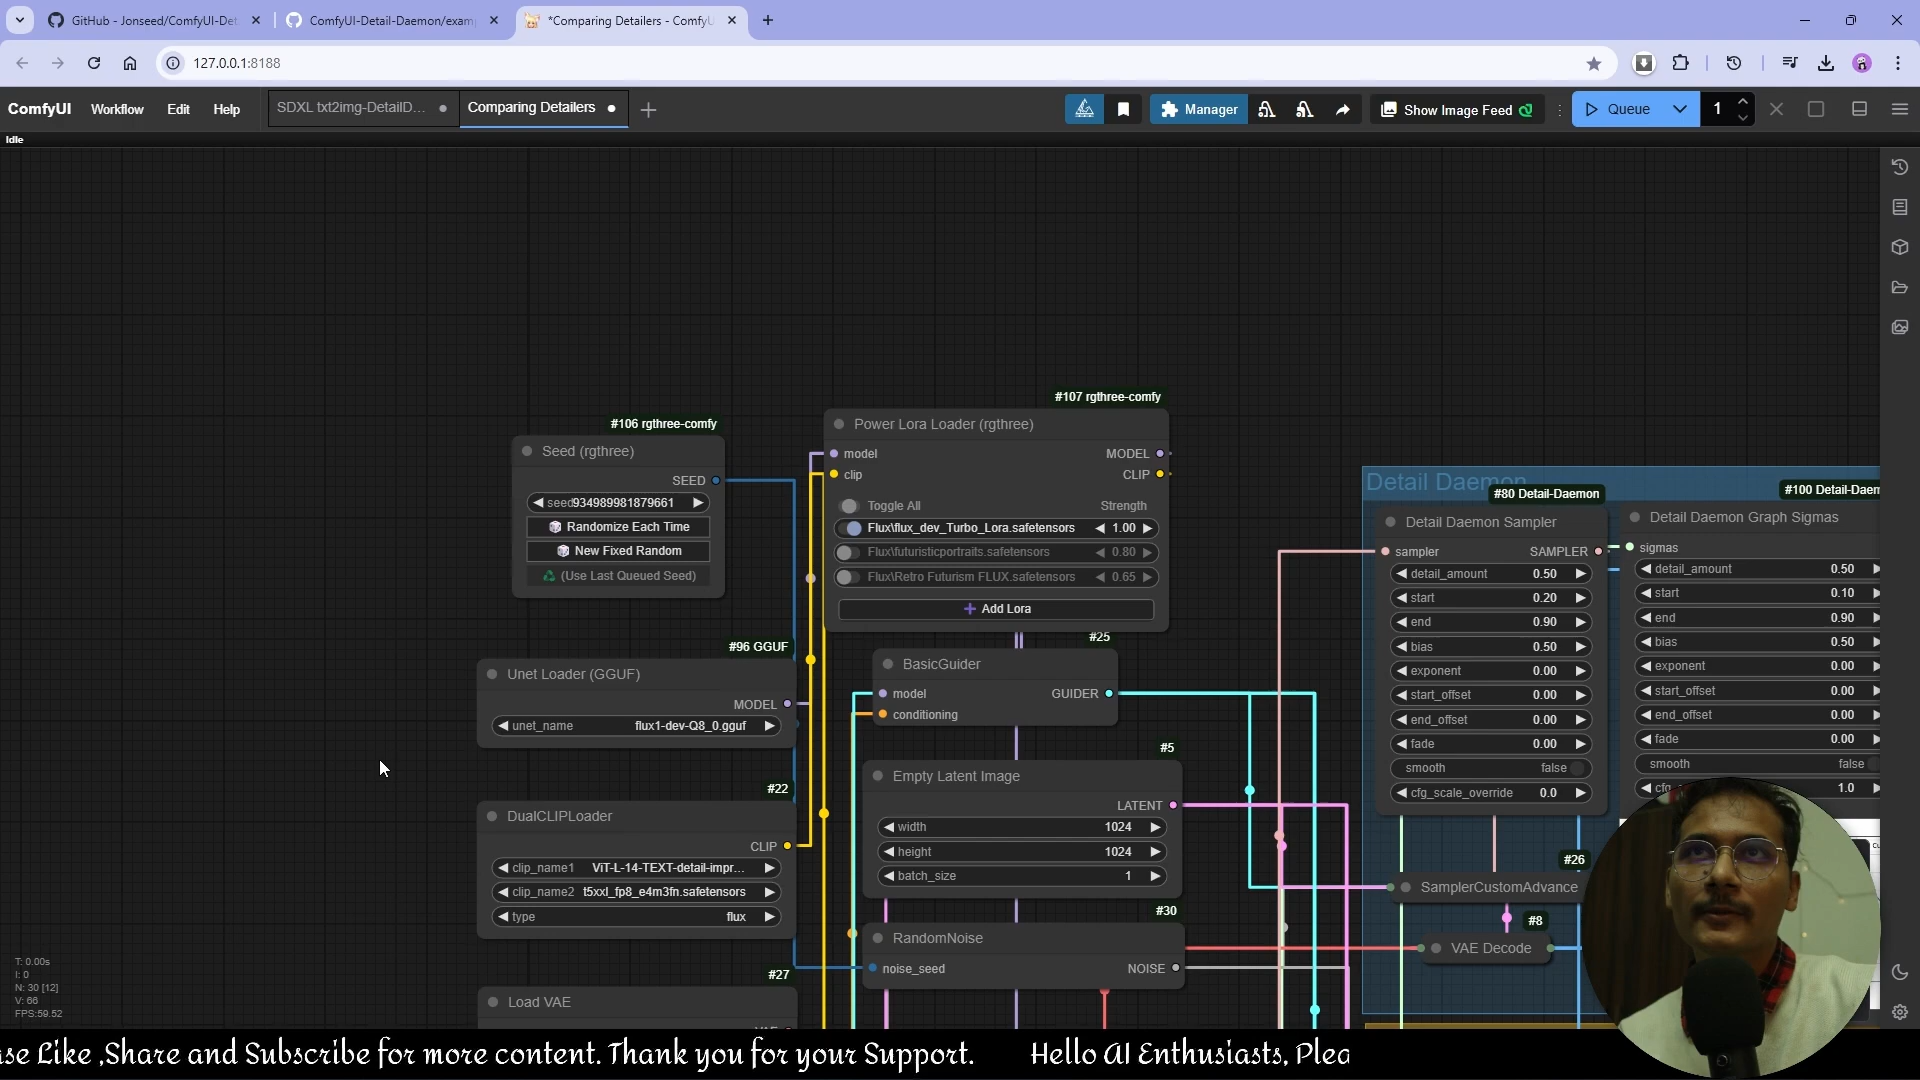 GitHub - Jonseed/ComfyUI-Det
ComfyUI-Detail-Daemon/exam
*Comparing Detailers - ComfyU
127.0.0.1:8188
ComfyUI
Workflow
Edit
Help
SDXL txt2img-DetailD...
Comparing Detailers
Manager
Show Image Feed
Queue
1
Idle
#106 rgthree-comfy
Seed (rgthree)
SEED
seed934989981879661
Randomize Each Time
New Fixed Random
(Use Last Queued Seed)
#96 GGUF
Unet Loader (GGUF)
MODEL
unet_name flux1-dev-Q8_0.gguf
#22
DualCLIPLoader
CLIP
clip_name1 ViT-L-14-TEXT-detail-impr...
clip_name2 t5xxl_fp8_e4m3fn.safetensors
type flux
#27
Load VAE
#107 rgthree-comfy
Power Lora Loader (rgthree)
model MODEL
clip CLIP
Toggle All Strength
Flux\flux_dev_Turbo_Lora.safetensors 1.00
Flux\futuristicportraits.safetensors 0.80
Flux\Retro Futurism FLUX.safetensors 0.65
Add Lora
#25
BasicGuider
model GUIDER
conditioning
#5
Empty Latent Image
LATENT
width 1024
height 1024
batch_size 1
#30
RandomNoise
noise_seed NOISE
Detail Daemon
#80 Detail-Daemon
Detail Daemon Sampler
sampler SAMPLER
detail_amount 0.50
start 0.20
end 0.90
bias 0.50
exponent 0.00
start_offset 0.00
end_offset 0.00
fade 0.00
smooth false
cfg_scale_override 0.0
#26
SamplerCustomAdvance
#8
VAE Decode
#100 Detail-Daem
Detail Daemon Graph Sigmas
sigmas
detail_amount 0.50
start 0.10
end 0.90
bias 0.50
exponent 0.00
start_offset 0.00
end_offset 0.00
fade 0.00
smooth false
cfg 1.0
T: 0.00s
I: 0
N: 30 [12]
V: 66
FPS:59.52
se Like ,Share and Subscribe for more content. Thank you for your Support. Hello AI Enthusiasts, Plea